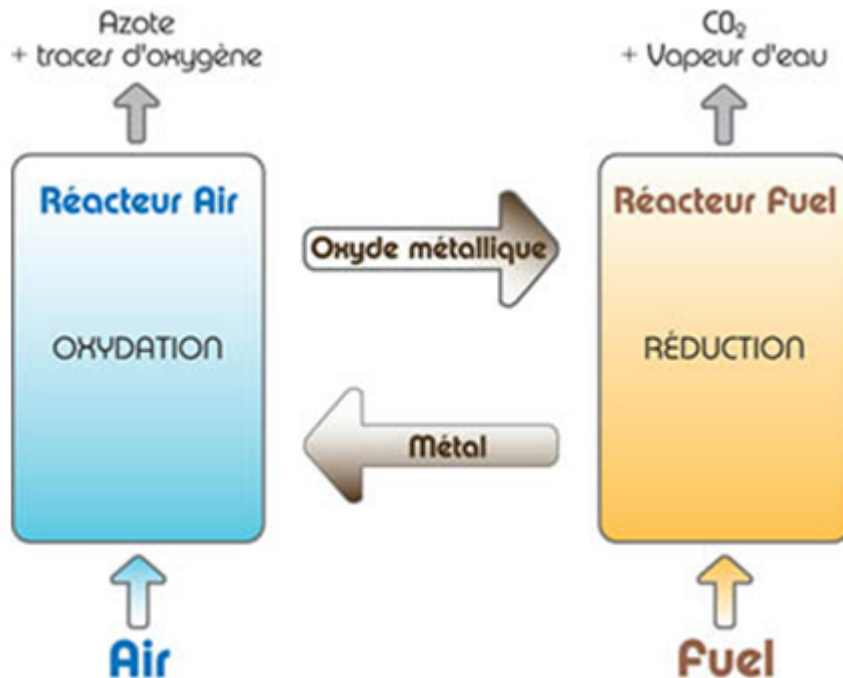 Azote
+ traces d'oxygène
CO₂
+ Vapeur d'eau
Réacteur Air
Réacteur Fuel
Oxyde métallique
OXYDATION
RÉDUCTION
Métal
Air
Fuel